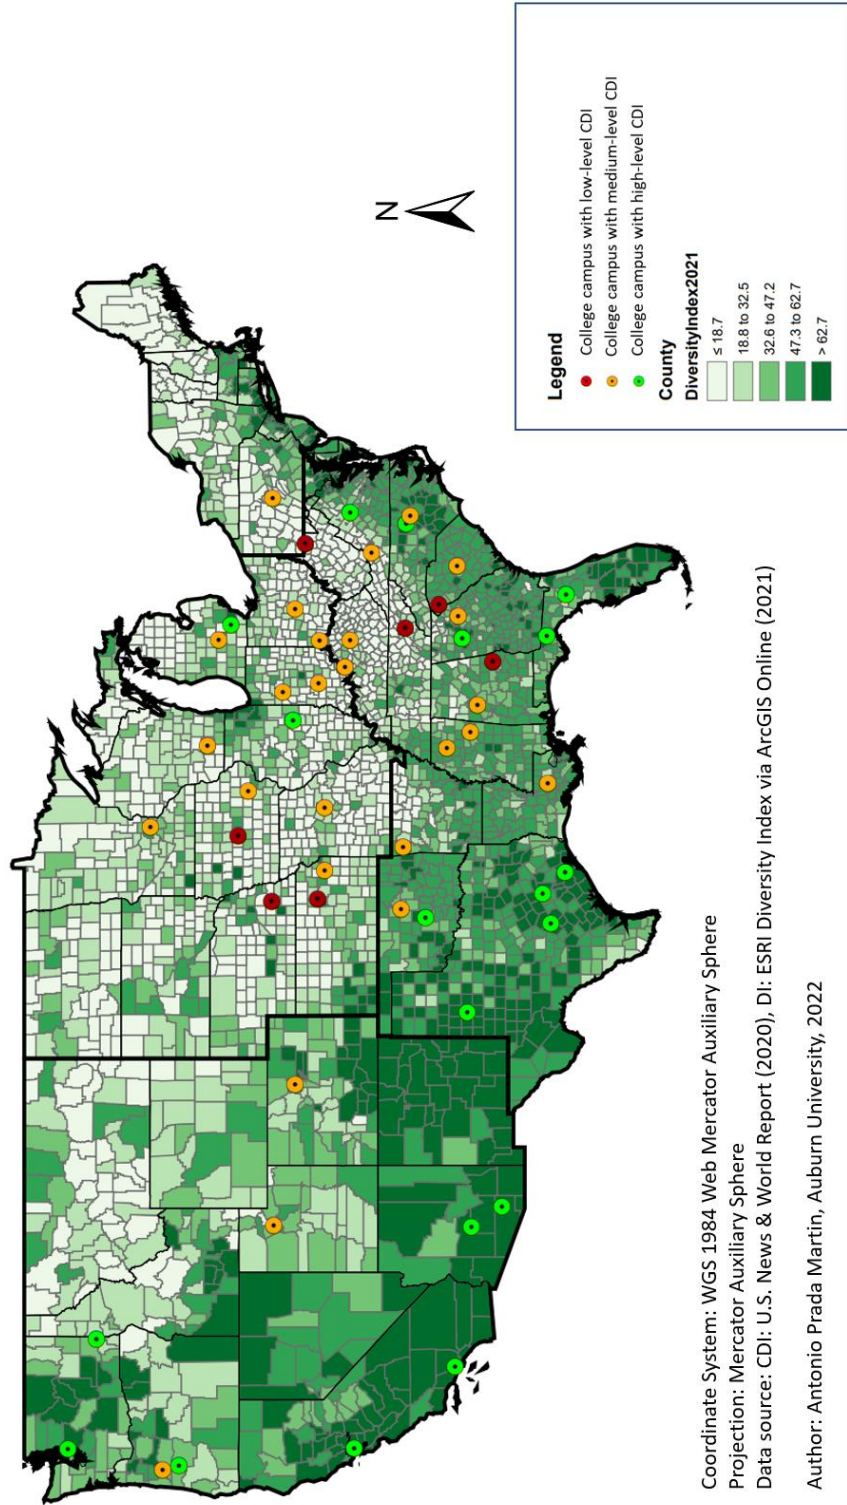 N
Legend
College campus with low-level CDI
College campus with medium-level CDI
College campus with high-level CDI
County
DiversityIndex2021
≤ 18.7
18.8 to 32.5
32.6 to 47.2
47.3 to 62.7
> 62.7
Coordinate System: WGS 1984 Web Mercator Auxiliary Sphere
Projection: Mercator Auxiliary Sphere
Data source: CDI: U.S. News & World Report (2020), DI: ESRI Diversity Index via ArcGIS Online (2021)
Author: Antonio Prada Martin, Auburn University, 2022